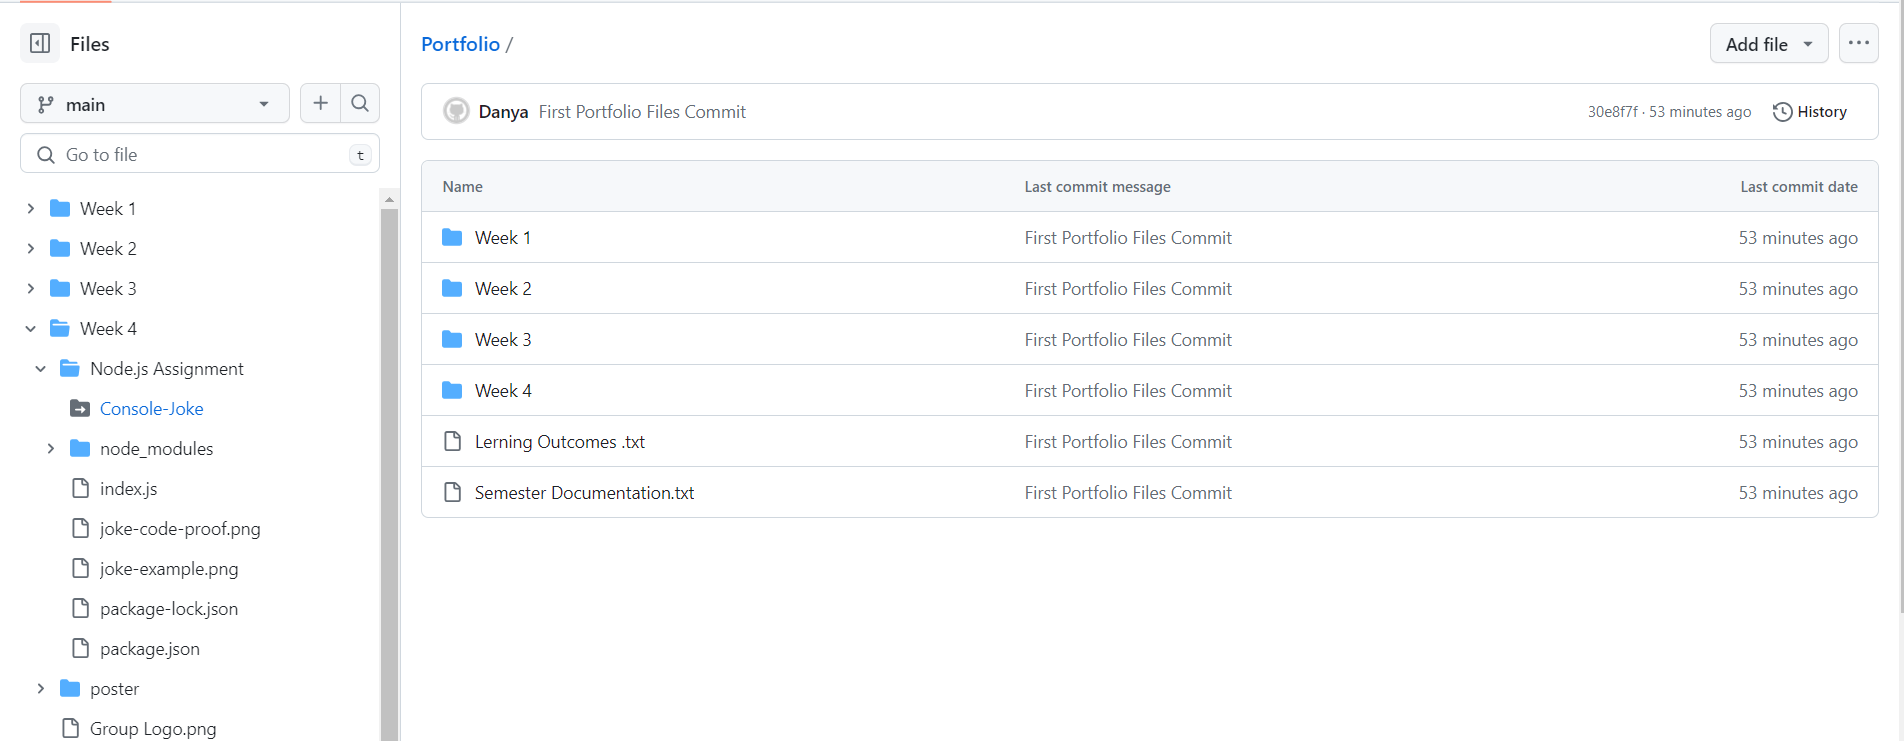 Files
main
Go to file
t
Week 1
Week 2
Week 3
Week 4
Node.js Assignment
Console-Joke
node_modules
index.js
joke-code-proof.png
joke-example.png
package-lock.json
package.json
poster
Group Logo.png
Portfolio /
Add file
Danya First Portfolio Files Commit
30e8f7f · 53 minutes ago
History
Name Last commit message Last commit date
Week 1 First Portfolio Files Commit 53 minutes ago
Week 2 First Portfolio Files Commit 53 minutes ago
Week 3 First Portfolio Files Commit 53 minutes ago
Week 4 First Portfolio Files Commit 53 minutes ago
Lerning Outcomes .txt First Portfolio Files Commit 53 minutes ago
Semester Documentation.txt First Portfolio Files Commit 53 minutes ago